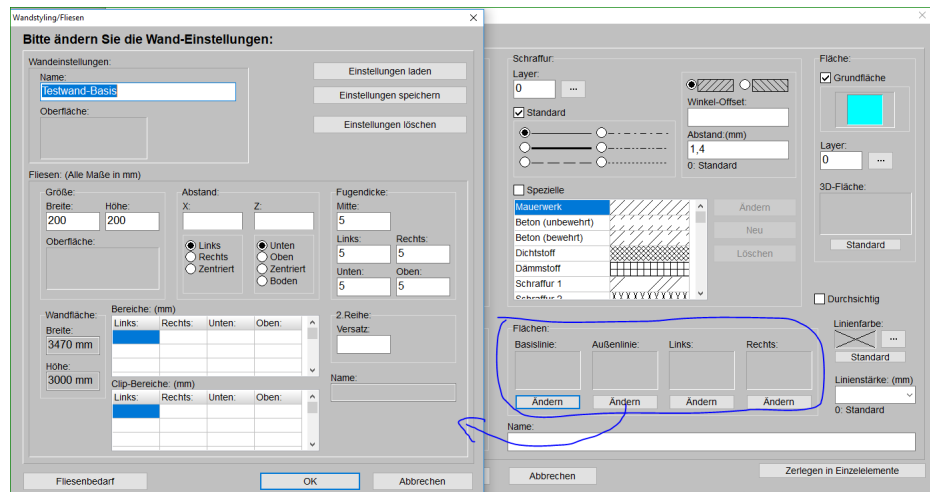 Wandstyling/Fliesen
Bitte ändern Sie die Wand-Einstellungen:
Wandeinstellungen:
Name:
Testwand-Basis
Oberfläche:
Einstellungen laden
Einstellungen speichern
Einstellungen löschen
Fliesen: (Alle Maße in mm)
Größe:
Breite: Höhe:
200 200
Oberfläche:
Abstand:
X: Z:
Links
Rechts
Zentriert
Unten
Oben
Zentriert
Boden
Fugendicke:
Mitte:
5
Links: Rechts:
5 5
Unten: Oben:
5 5
Wandfläche:
Breite:
3470 mm
Höhe:
3000 mm
Bereiche: (mm)
Links: Rechts: Unten: Oben:
Clip-Bereiche: (mm)
Links: Rechts: Unten: Oben:
2.Reihe:
Versatz:
Name:
Fliesenbedarf
OK
Abbrechen
Schraffur:
Layer:
0 ...
Standard
Winkel-Offset:
Abstand:(mm)
1,4
0: Standard
Spezielle
Mauerwerk
Beton (unbewehrt)
Beton (bewehrt)
Dichtstoff
Dämmstoff
Schraffur 1
Schraffur 2
Ändern
Neu
Löschen
Fläche:
Grundfläche
Layer:
0 ...
3D-Fläche:
Standard
Durchsichtig
Flächen:
Basislinie: Außenlinie: Links: Rechts:
Ändern Ändern Ändern Ändern
Linienfarbe:
...
Standard
Linienstärke: (mm)
0: Standard
Name:
Abbrechen
Zerlegen in Einzelelemente